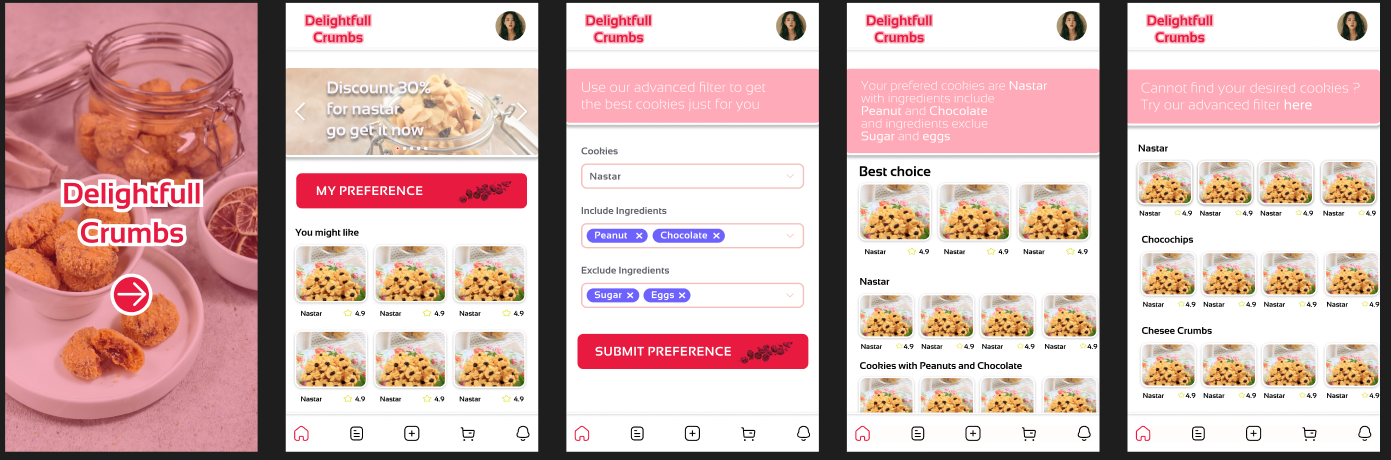 Delightfull
Crumbs
Delightfull
Crumbs
Discount 30%
for nastar
go get it now
MY PREFERENCE
You might like
Nastar 4.9 Nastar 4.9 Nastar 4.9
Nastar 4.9 Nastar 4.9 Nastar 4.9
Delightfull
Crumbs
Use our advanced filter to get
the best cookies just for you
Cookies
Nastar
Include Ingredients
Peanut Chocolate
Exclude Ingredients
Sugar Eggs
SUBMIT PREFERENCE
Delightfull
Crumbs
Your prefered cookies are Nastar
with ingredients include
Peanut and Chocolate
and ingredients exclue
Sugar and eggs
Best choice
Nastar 4.9 Nastar 4.9 Nastar 4.9
Nastar
Nastar 4.9 Nastar 4.9 Nastar 4.9 Nastar 4.9
Cookies with Peanuts and Chocolate
Delightfull
Crumbs
Cannot find your desired cookies ?
Try our advanced filter here
Nastar
Nastar 4.9 Nastar 4.9 Nastar 4.9 Nastar 4.9
Chocochips
Nastar 4.9 Nastar 4.9 Nastar 4.9 Nastar 4.9
Chesee Crumbs
Nastar 4.9 Nastar 4.9 Nastar 4.9 Nastar 4.9